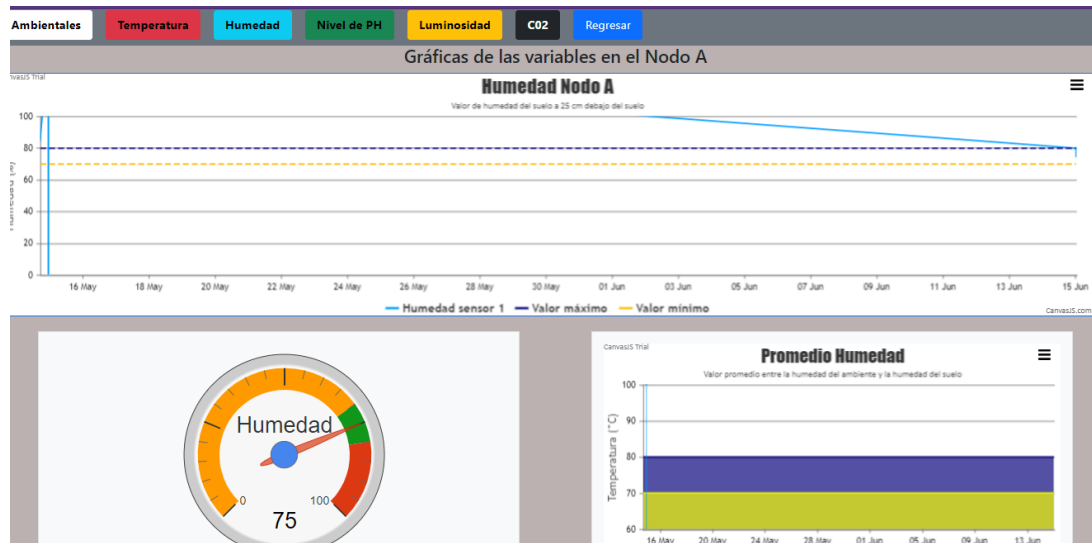 Ambientales Temperatura Humedad Nivel de PH Luminosidad C02 Regresar
Gráficas de las variables en el Nodo A
Humedad Nodo A
Valor de humedad del suelo a 25 cm debajo del suelo
100
80
60
40
20
0
16 May 18 May 20 May 22 May 24 May 26 May 28 May 30 May 01 Jun 03 Jun 05 Jun 07 Jun 09 Jun 11 Jun 13 Jun 15 Jun
Humedad sensor 1 Valor máximo Valor mínimo
CanvasJS.com
Humedad
0 100
75
CanvasJS Trial
Promedio Humedad
Valor promedio entre la humedad del ambiente y la humedad del suelo
Temperatura (°C)
100
90
80
70
60
16 May 20 May 24 May 28 May 01 Jun 05 Jun 09 Jun 13 Jun